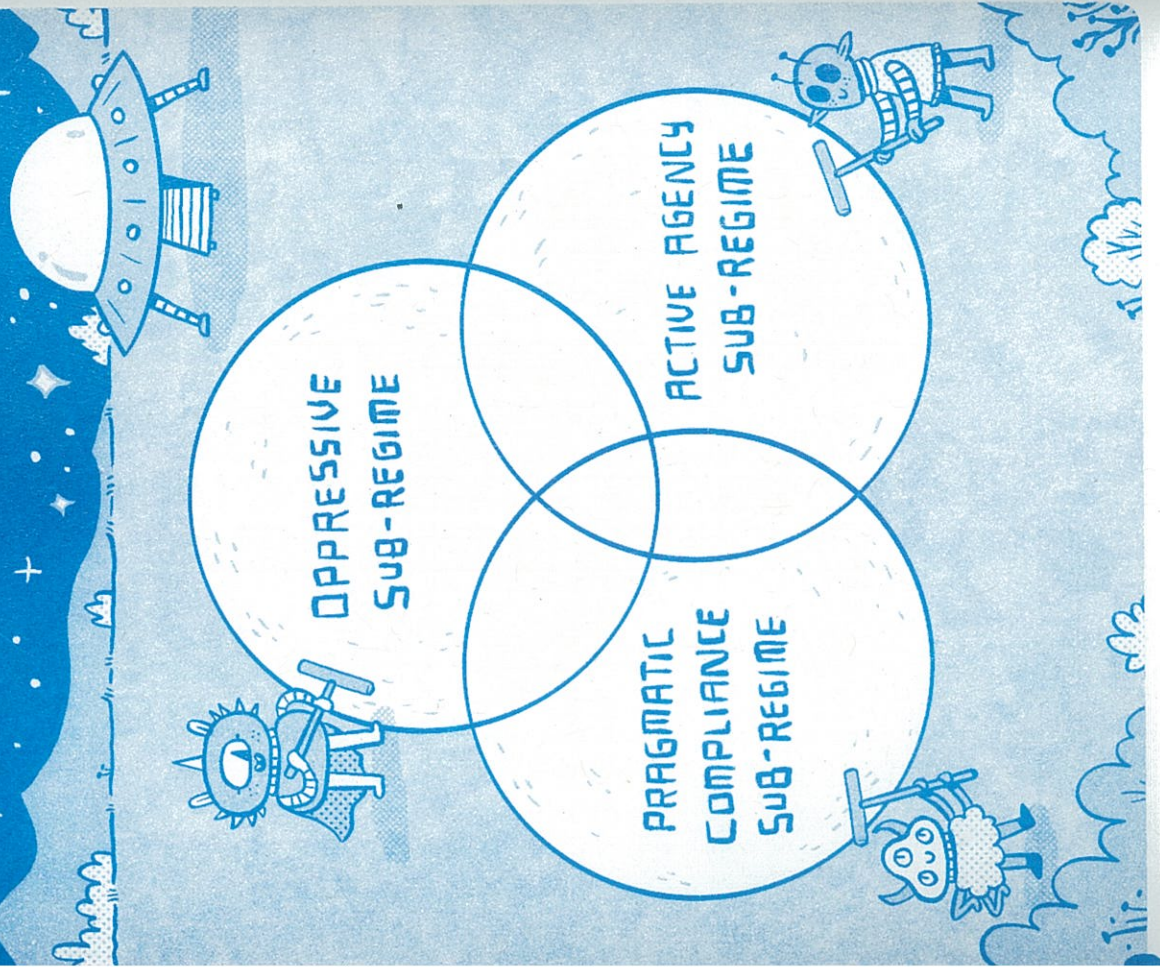 OPPRESSIVE
SUB-REGIME
PRAGMATIC
COMPLIANCE
SUB-REGIME
ACTIVE AGENCY
SUB-REGIME